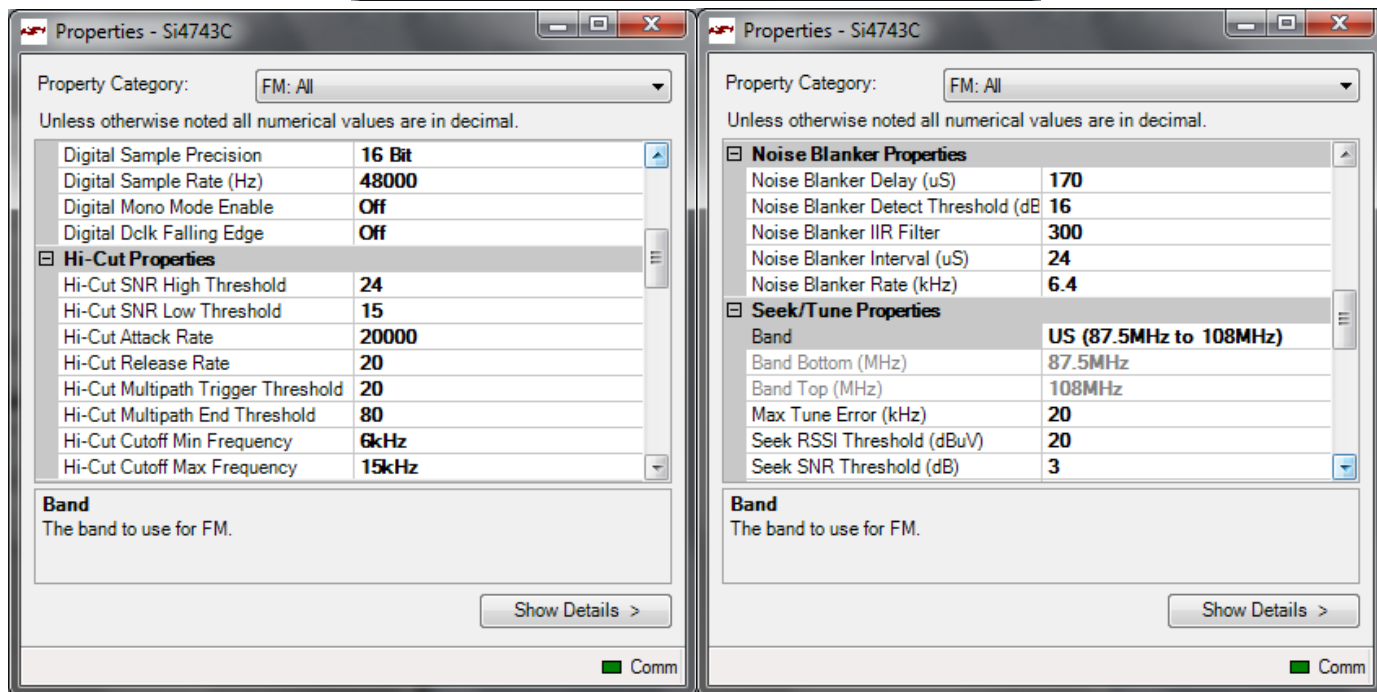 Properties - Si4743C
Property Category: FM: All
Unless otherwise noted all numerical values are in decimal.
Digital Sample Precision 16 Bit
Digital Sample Rate (Hz) 48000
Digital Mono Mode Enable Off
Digital Dclk Falling Edge Off
Hi-Cut Properties
Hi-Cut SNR High Threshold 24
Hi-Cut SNR Low Threshold 15
Hi-Cut Attack Rate 20000
Hi-Cut Release Rate 20
Hi-Cut Multipath Trigger Threshold 20
Hi-Cut Multipath End Threshold 80
Hi-Cut Cutoff Min Frequency 6kHz
Hi-Cut Cutoff Max Frequency 15kHz
Band
The band to use for FM.
Show Details >
Comm
Properties - Si4743C
Property Category: FM: All
Unless otherwise noted all numerical values are in decimal.
Noise Blanker Properties
Noise Blanker Delay (uS) 170
Noise Blanker Detect Threshold (dB 16
Noise Blanker IIR Filter 300
Noise Blanker Interval (uS) 24
Noise Blanker Rate (kHz) 6.4
Seek/Tune Properties
Band US (87.5MHz to 108MHz)
Band Bottom (MHz) 87.5MHz
Band Top (MHz) 108MHz
Max Tune Error (kHz) 20
Seek RSSI Threshold (dBuV) 20
Seek SNR Threshold (dB) 3
Band
The band to use for FM.
Show Details >
Comm